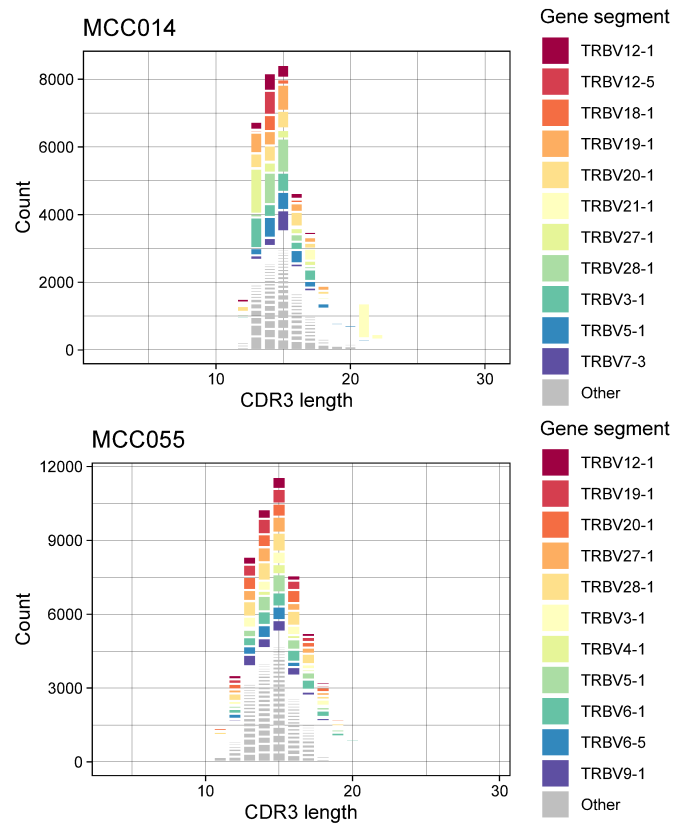 MCC014
Gene segment
TRBV12-1
TRBV12-5
TRBV18-1
TRBV19-1
TRBV20-1
TRBV21-1
TRBV27-1
TRBV28-1
TRBV3-1
TRBV5-1
TRBV7-3
Other
Count
8000
6000
4000
2000
0
10 20 30
CDR3 length
MCC055
Gene segment
TRBV12-1
TRBV19-1
TRBV20-1
TRBV27-1
TRBV28-1
TRBV3-1
TRBV4-1
TRBV5-1
TRBV6-1
TRBV6-5
TRBV9-1
Other
Count
12000
9000
6000
3000
0
10 20 30
CDR3 length